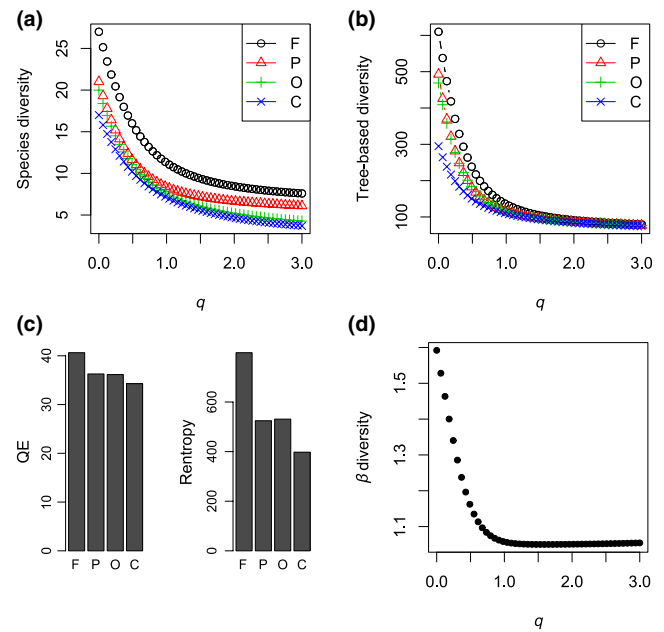 (a)
Species diversity
25
20
15
10
5
F
P
O
C
0.0 1.0 2.0 3.0
q
(b)
Tree-based diversity
500
300
100
F
P
O
C
0.0 1.0 2.0 3.0
q
(c)
QE
40
30
20
10
0
F P O C
Rentropy
600
400
200
0
F P O C
(d)
β diversity
1.5
1.3
1.1
0.0 1.0 2.0 3.0
q